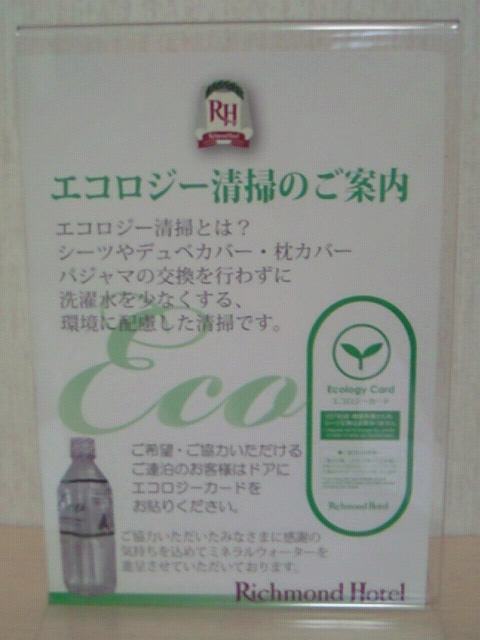 RH
エコロジー清掃のご案内
エコロジー清掃とは？
シーツやデュベカバー・枕カバー
パジャマの交換を行わずに
洗濯水を少なくする、
環境に配慮した清掃です。
Eco
Ecology Card
エコロジーカード
Richmond Hotel
ご希望・ご協力いただける
ご連泊のお客様はドアに
エコロジーカードを
お貼りください。
ご協力いただいたみなさまに感謝の
気持ちを込めてミネラルウォーターを
進呈させていただいております。
Richmond Hotel